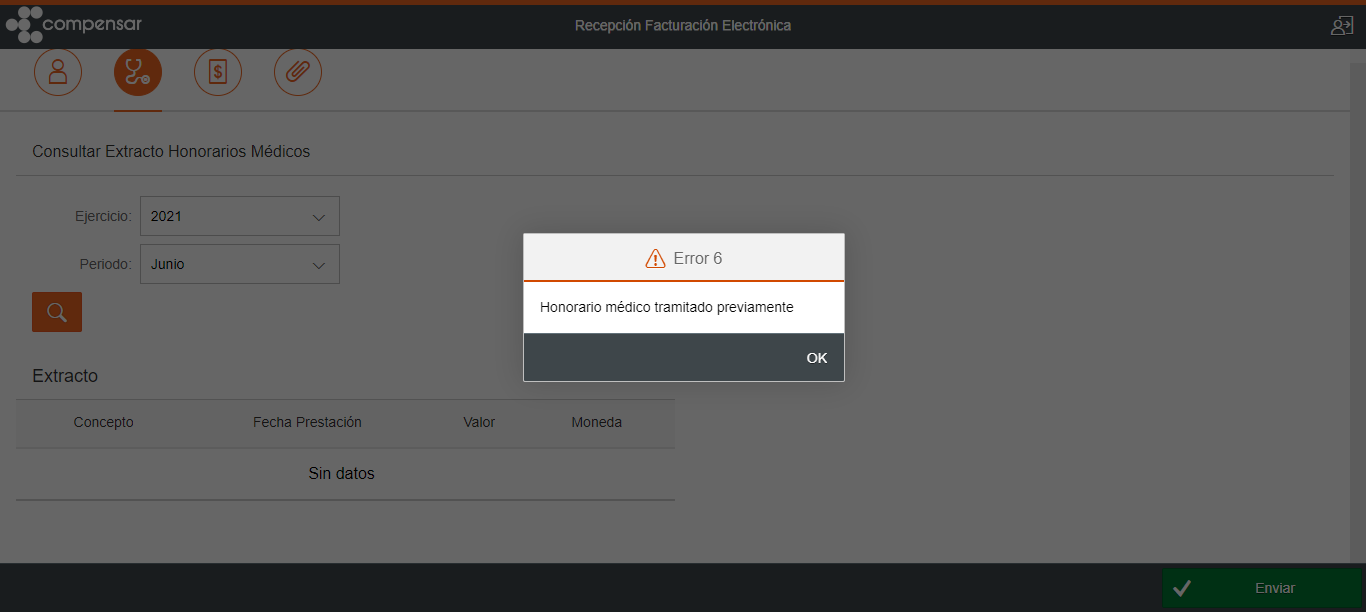 compensar
Recepción Facturación Electrónica
$
Consultar Extracto Honorarios Médicos
Ejercicio: 2021
Periodo: Junio
Error 6
Honorario médico tramitado previamente
OK
Extracto
Concepto Fecha Prestación Valor Moneda
Sin datos
Enviar